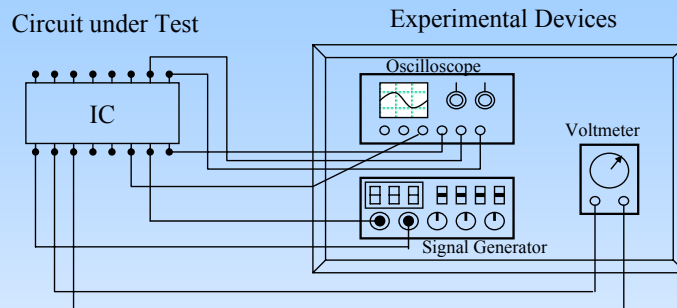 Circuit under Test
Experimental Devices
Oscilloscope
IC
Voltmeter
Signal Generator